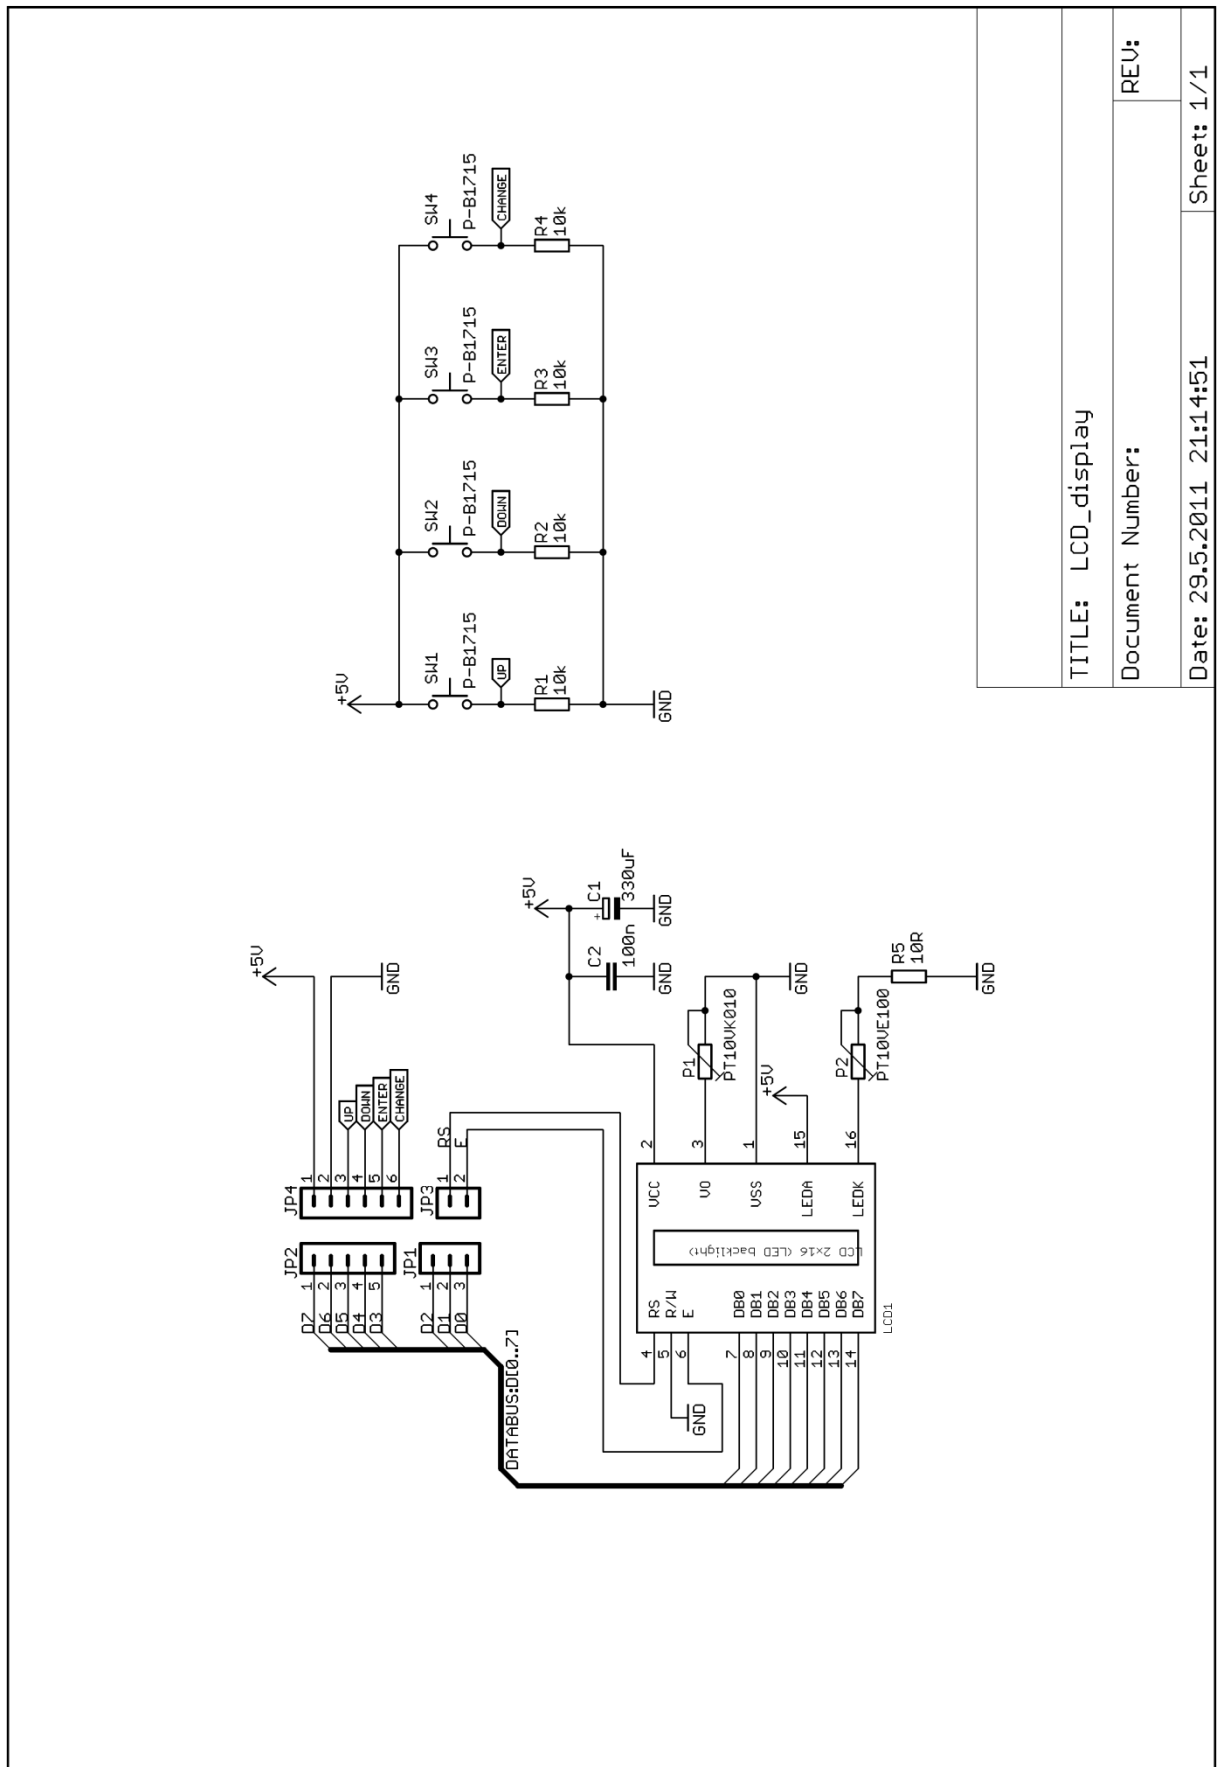 JP2
1
2
3
4
5
D7
D6
D5
D4
D3
JP1
1
2
3
D2
D1
D0
DATABUS:D[0..7]
JP4
1
2
3
4
5
6
+5V
GND
UP
DOWN
ENTER
CHANGE
JP3
1
2
RS
E
LCD1
LCD 2x16 (LED backlight)
4
RS
5
R/W
6
E
GND
7
DB0
8
DB1
9
DB2
10
DB3
11
DB4
12
DB5
13
DB6
14
DB7
VCC
2
VO
3
VSS
1
LEDA
15
LEDK
16
+5V
C2
100n
GND
C1
+
330uF
GND
P1
PT10VK010
GND
+5V
P2
PT10VE100
R5
10R
GND
+5V
SW1
P-B1715
UP
R1
10k
GND
SW2
P-B1715
DOWN
R2
10k
SW3
P-B1715
ENTER
R3
10k
SW4
P-B1715
CHANGE
R4
10k
TITLE: LCD_display
Document Number:
REV:
Date: 29.5.2011 21:14:51
Sheet: 1/1